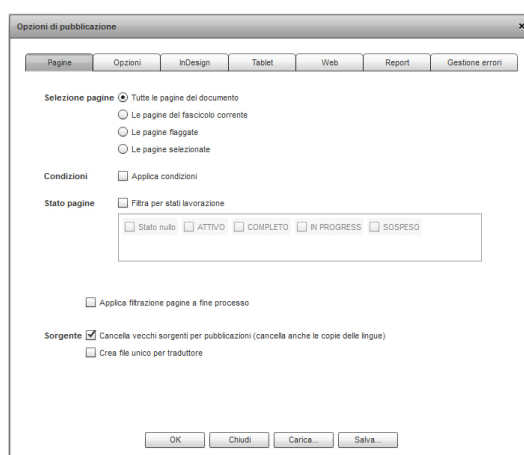 Opzioni di pubblicazione x
Pagine Opzioni InDesign Tablet Web Report Gestione errori
Selezione pagine Tutte le pagine del documento
Le pagine del fascicolo corrente
Le pagine flaggate
Le pagine selezionate
Condizioni Applica condizioni
Stato pagine Filtra per stati lavorazione
Stato nullo ATTIVO COMPLETO IN PROGRESS SOSPESO
Applica filtrazione pagine a fine processo
Sorgente Cancella vecchi sorgenti per pubblicazioni (cancella anche le copie delle lingue)
Crea file unico per traduttore
OK Chiudi Carica... Salva...